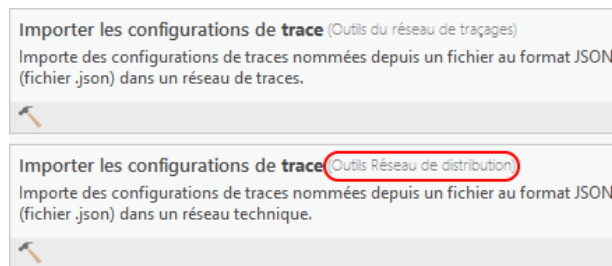 Importer les configurations de trace (Outils du réseau de traçages)
Importe des configurations de traces nommées depuis un fichier au format JSON
(fichier .json) dans un réseau de traces.
Importer les configurations de trace (Outils Réseau de distribution)
Importe des configurations de traces nommées depuis un fichier au format JSON
(fichier .json) dans un réseau technique.